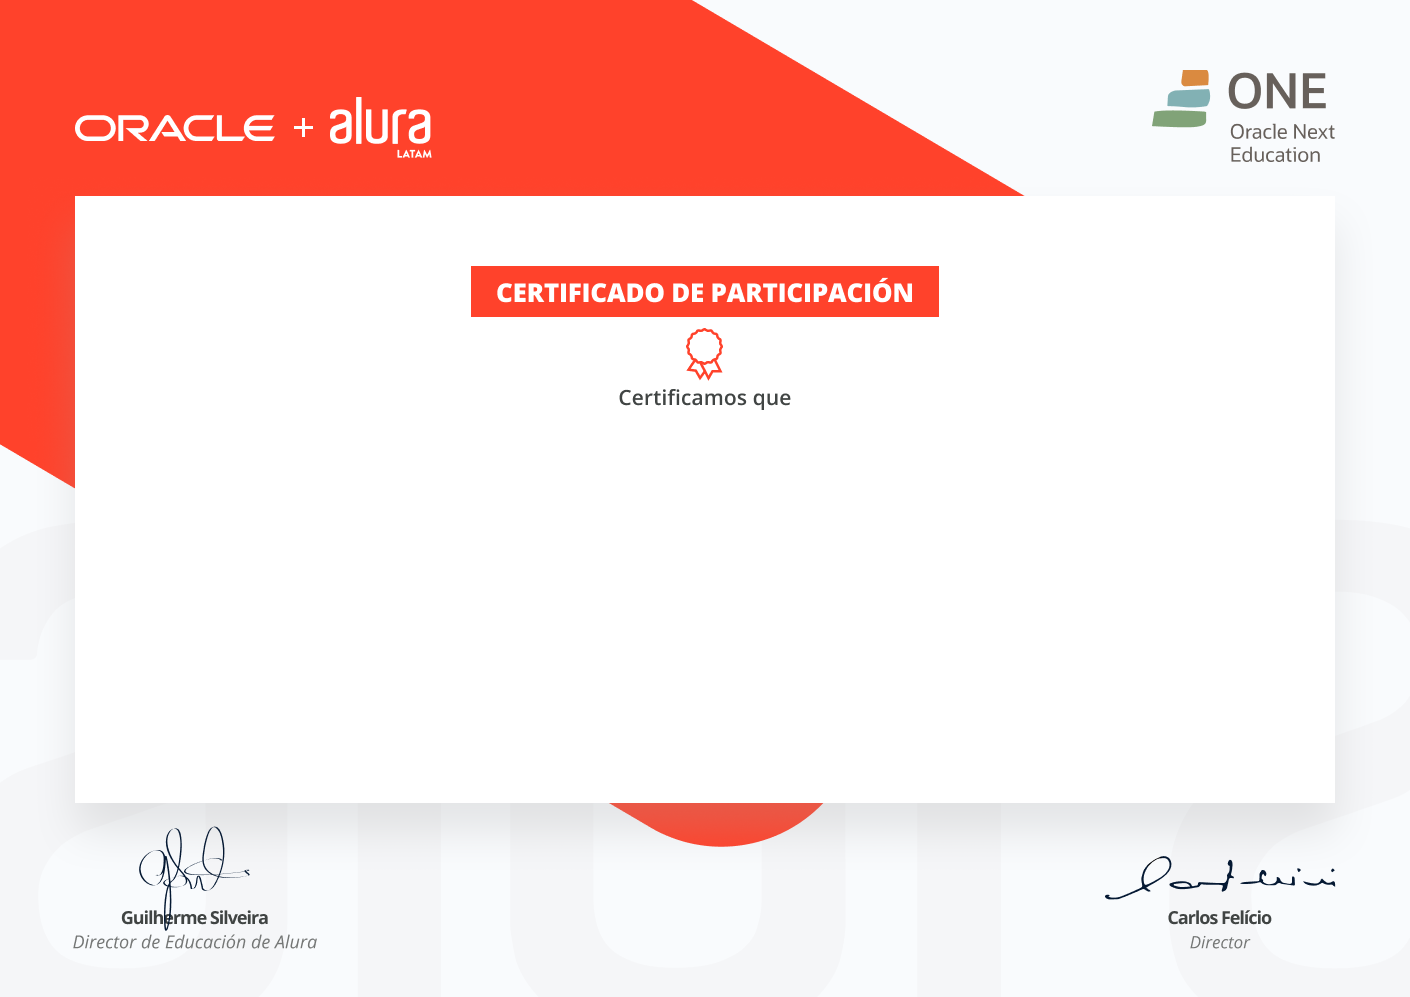 ORACLE + alura
LATAM
ONE
Oracle Next
Education
CERTIFICADO DE PARTICIPACIÓN
Certificamos que
Guilherme Silveira
Director de Educación de Alura
Carlos Felício
Director